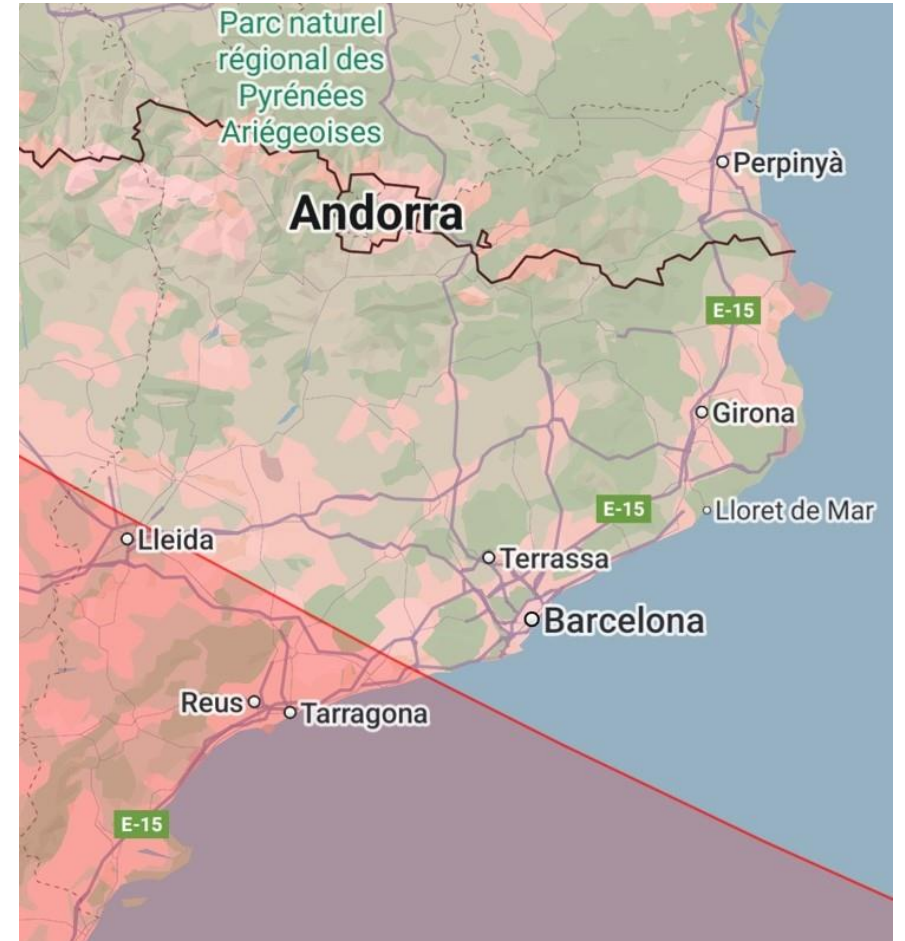 Parc naturel
régional des
Pyrénées
Ariégeoises
Perpinyà
Andorra
E-15
Girona
E-15
Lloret de Mar
Lleida
Terrassa
Barcelona
Reus
Tarragona
E-15